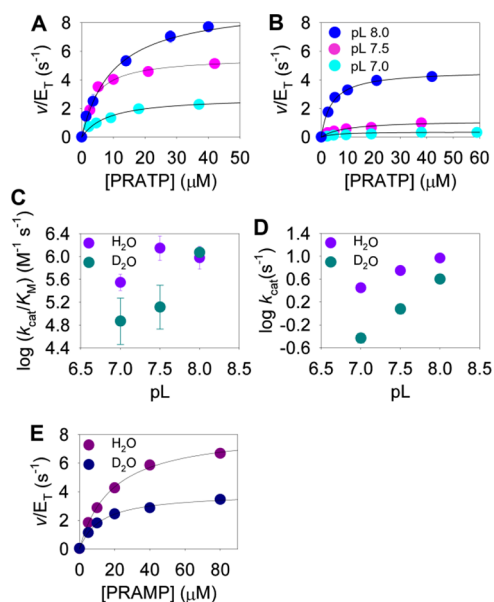 A
v/E_T (s⁻¹)
8
6
4
2
0
0 10 20 30 40 50
[PRATP] (μM)
B
8
6
4
2
0
pL 8.0
pL 7.5
pL 7.0
0 10 20 30 40 50 60
[PRATP] (μM)
C
log (k_cat/K_M) (M⁻¹ s⁻¹)
6.4
6.0
5.6
5.2
4.8
4.4
H₂O
D₂O
6.5 7.0 7.5 8.0 8.5
pL
D
log k_cat(s⁻¹)
1.4
1.0
0.6
0.2
-0.2
-0.6
H₂O
D₂O
6.5 7.0 7.5 8.0 8.5
pL
E
v/E_T (s⁻¹)
8
6
4
2
0
H₂O
D₂O
0 20 40 60 80
[PRAMP] (μM)